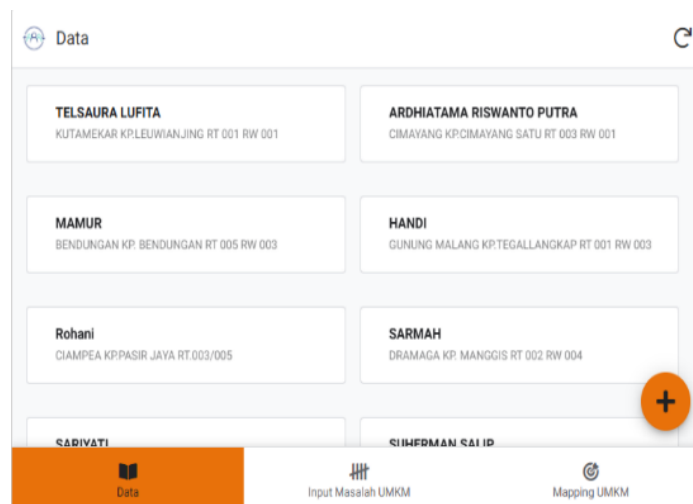 Data
TELSAURA LUFITA
KUTAMEKAR KP.LEUWIANJING RT 001 RW 001
ARDHIATAMA RISWANTO PUTRA
CIMAYANG KP.CIMAYANG SATU RT 003 RW 001
MAMUR
BENDUNGAN KP. BENDUNGAN RT 005 RW 003
HANDI
GUNUNG MALANG KP.TEGALLANGKAP RT 001 RW 003
Rohani
CIAMPEA KP.PASIR JAYA RT.003/005
SARMAH
DRAMAGA KP. MANGGIS RT 002 RW 004
SARIYATI
SUHERMAN SALIP
Data
Input Masalah UMKM
Mapping UMKM